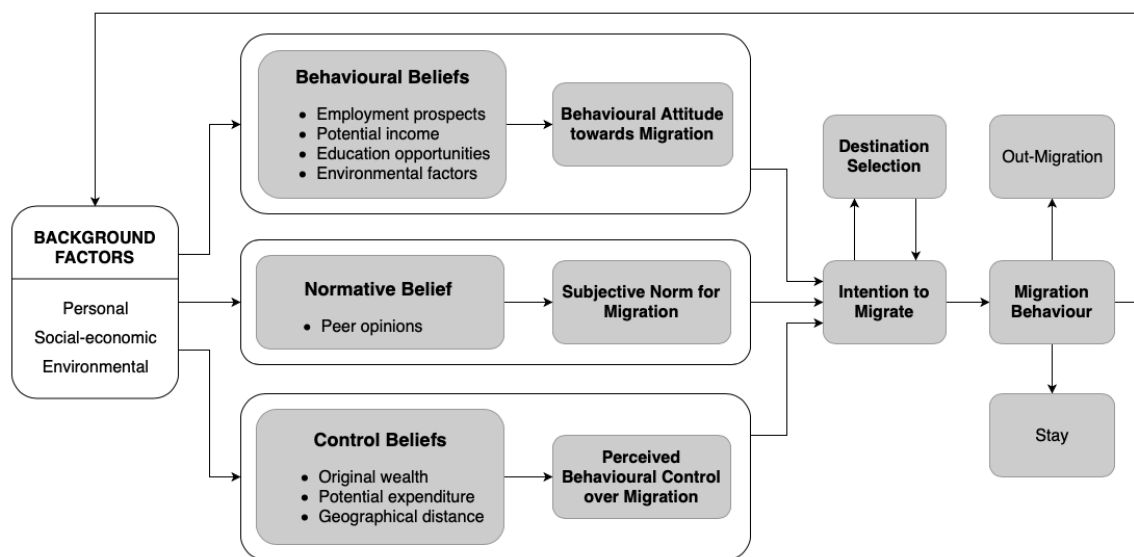 BACKGROUND
FACTORS
Personal
Social-economic
Environmental
Behavioural Beliefs
• Employment prospects
• Potential income
• Education opportunities
• Environmental factors
Behavioural Attitude
towards Migration
Normative Belief
• Peer opinions
Subjective Norm for
Migration
Control Beliefs
• Original wealth
• Potential expenditure
• Geographical distance
Perceived
Behavioural Control
over Migration
Destination
Selection
Intention to
Migrate
Out-Migration
Migration
Behaviour
Stay